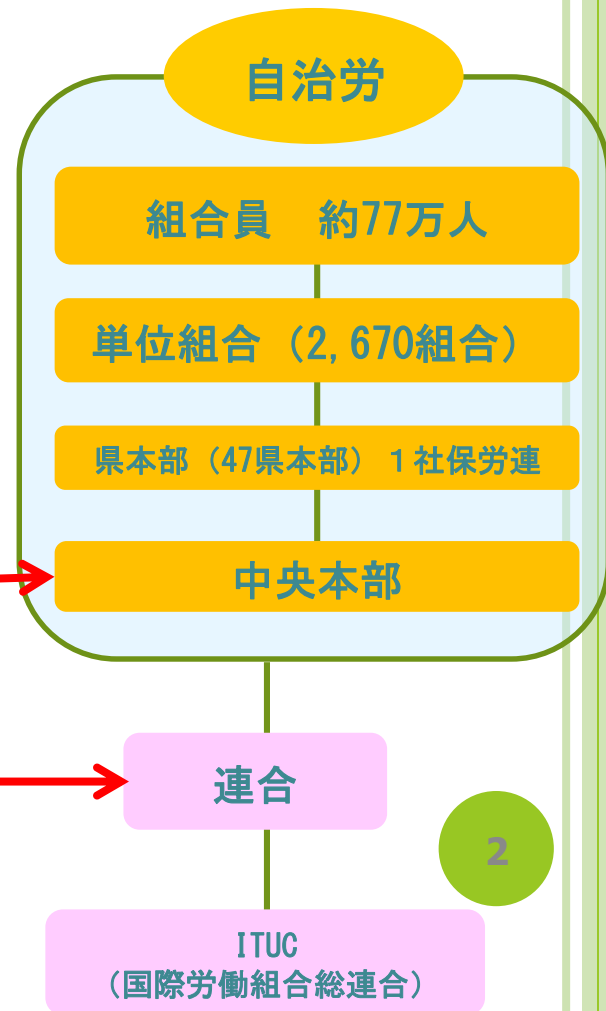 自治労
組合員　約77万人
単位組合（2,670組合）
県本部（47県本部）１社保労連
中央本部
連合
2
ITUC
（国際労働組合総連合）